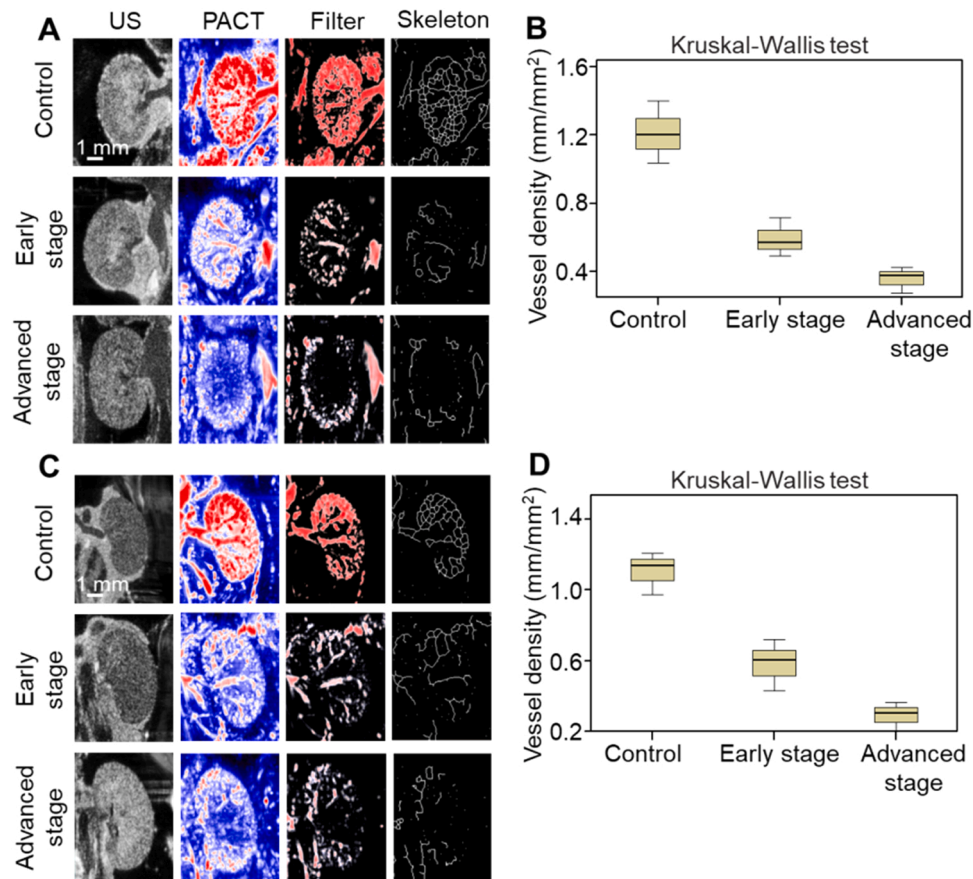 A
US PACT Filter Skeleton
Control
1 mm
Early
stage
Advanced
stage
B
Kruskal-Wallis test
Vessel density (mm/mm²)
1.6
1.2
0.8
0.4
Control Early stage Advanced
stage
C
Control
1 mm
Early
stage
Advanced
stage
D
Kruskal-Wallis test
Vessel density (mm/mm²)
1.4
1.0
0.6
0.2
Control Early stage Advanced
stage